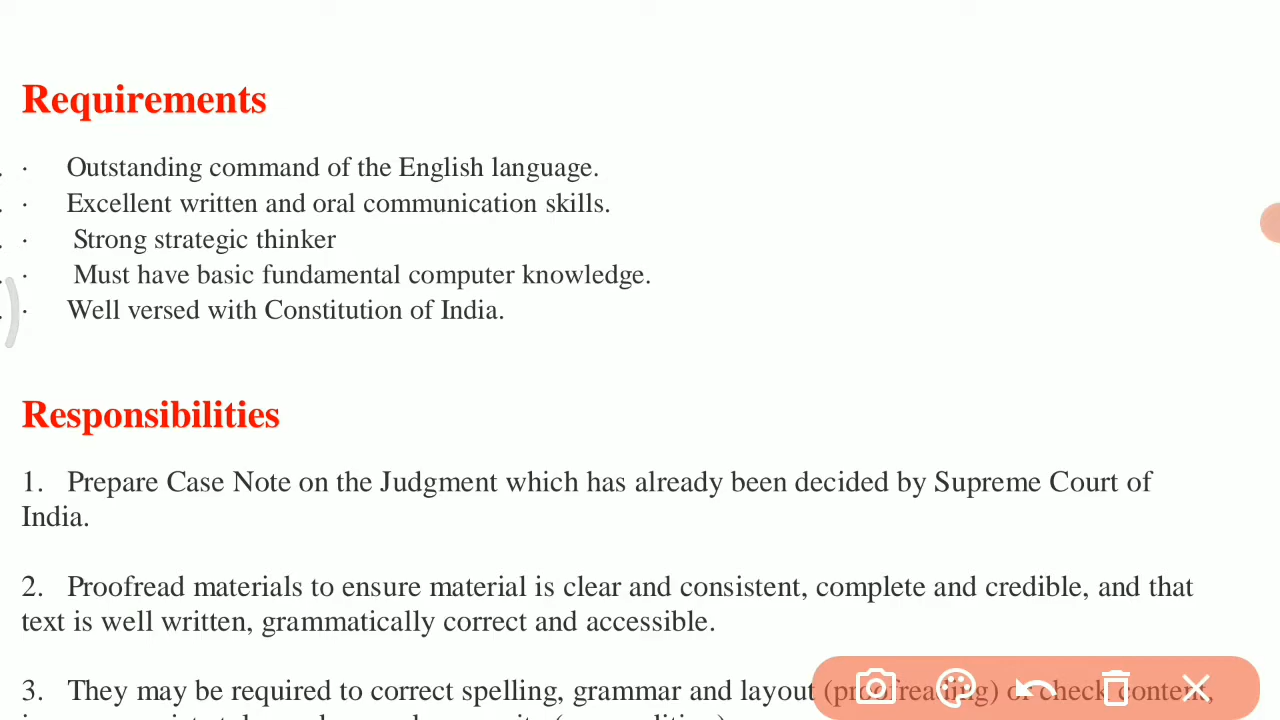 Requirements
· Outstanding command of the English language.
· Excellent written and oral communication skills.
· Strong strategic thinker
· Must have basic fundamental computer knowledge.
· Well versed with Constitution of India.
Responsibilities
1. Prepare Case Note on the Judgment which has already been decided by Supreme Court of
India.
2. Proofread materials to ensure material is clear and consistent, complete and credible, and that
text is well written, grammatically correct and accessible.
3. They may be required to correct spelling, grammar and layout (proofreading) or check content,